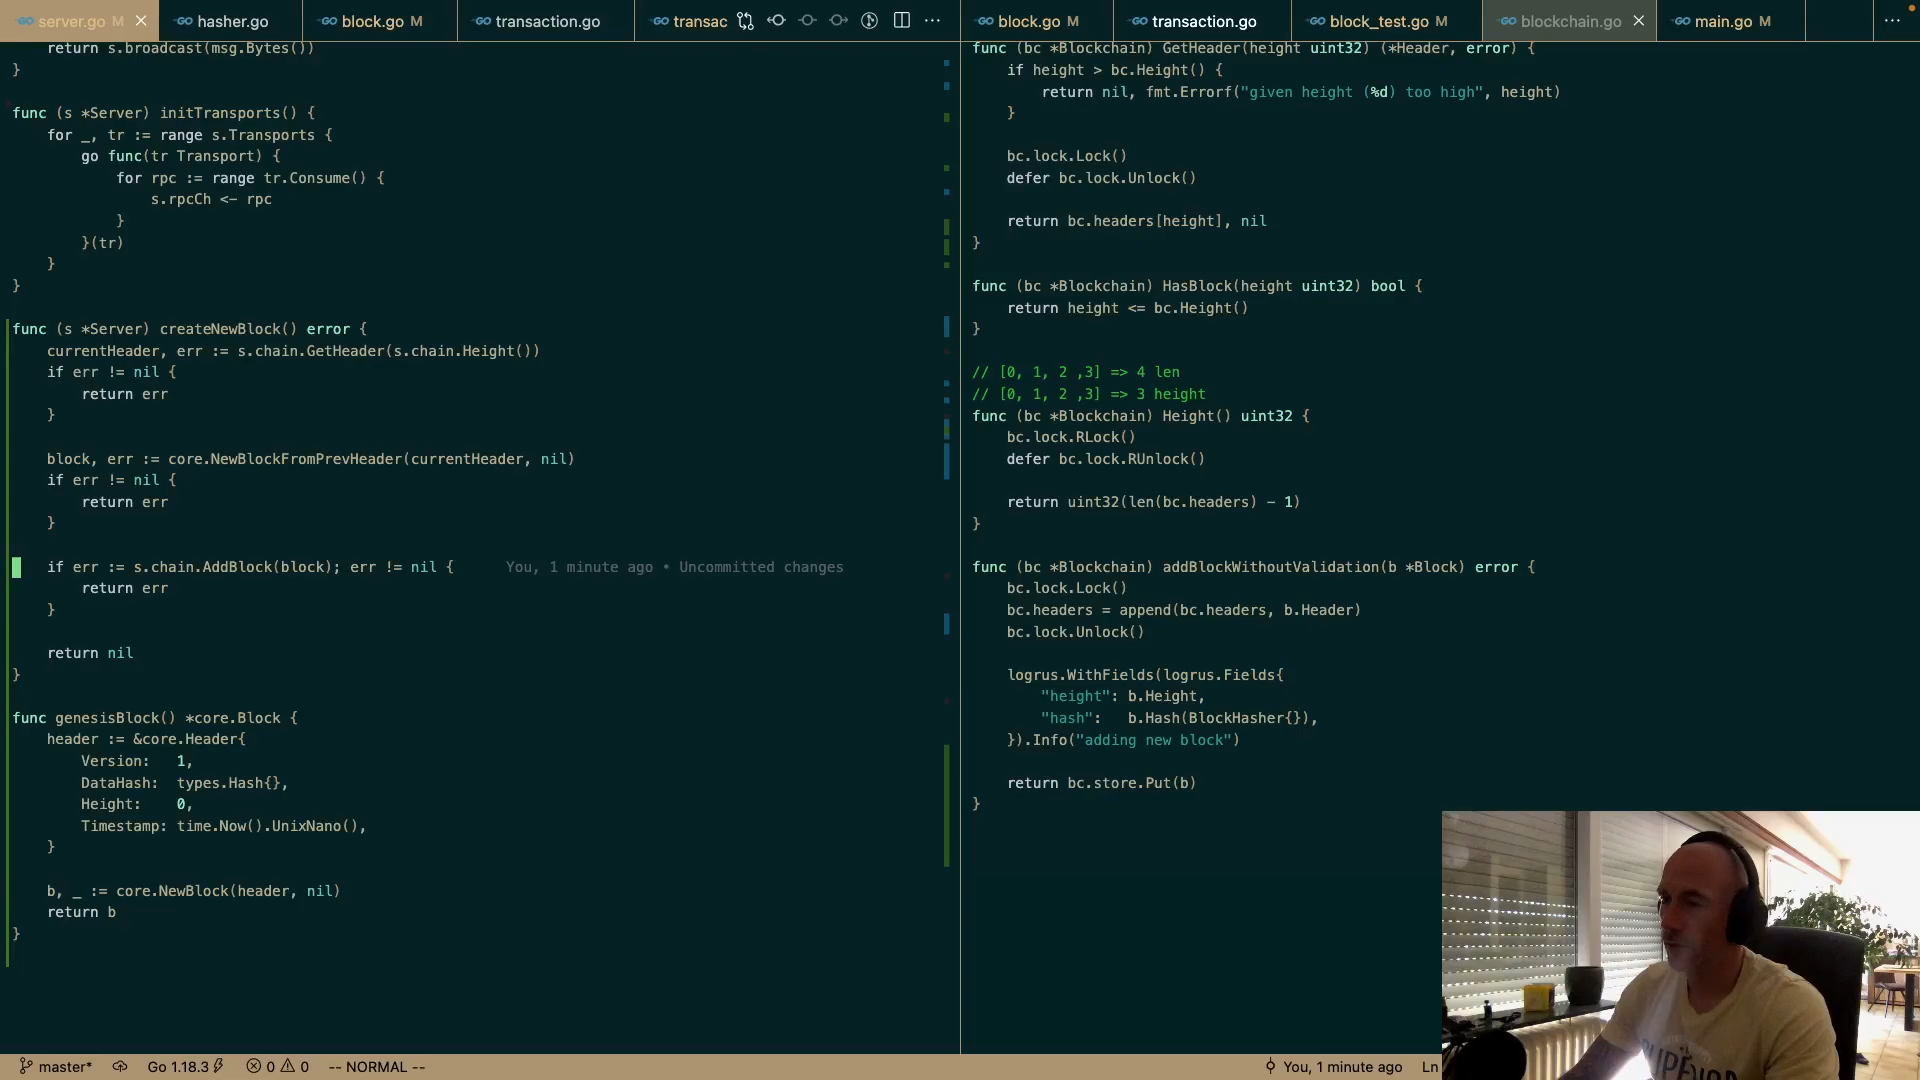 server.go M
hasher.go
block.go M
transaction.go
transac
block.go M
transaction.go
block_test.go M
blockchain.go
main.go M
return s.broadcast(msg.Bytes())
}
func (s *Server) initTransports() {
for _, tr := range s.Transports {
go func(tr Transport) {
for rpc := range tr.Consume() {
s.rpcCh <- rpc
}
}(tr)
}
}
func (s *Server) createNewBlock() error {
currentHeader, err := s.chain.GetHeader(s.chain.Height())
if err != nil {
return err
}
block, err := core.NewBlockFromPrevHeader(currentHeader, nil)
if err != nil {
return err
}
if err := s.chain.AddBlock(block); err != nil { You, 1 minute ago • Uncommitted changes
return err
}
return nil
}
func genesisBlock() *core.Block {
header := &core.Header{
Version: 1,
DataHash: types.Hash{},
Height: 0,
Timestamp: time.Now().UnixNano(),
}
b, _ := core.NewBlock(header, nil)
return b
}
func (bc *Blockchain) GetHeader(height uint32) (*Header, error) {
if height > bc.Height() {
return nil, fmt.Errorf("given height (%d) too high", height)
}
bc.lock.Lock()
defer bc.lock.Unlock()
return bc.headers[height], nil
}
func (bc *Blockchain) HasBlock(height uint32) bool {
return height <= bc.Height()
}
// [0, 1, 2 ,3] => 4 len
// [0, 1, 2 ,3] => 3 height
func (bc *Blockchain) Height() uint32 {
bc.lock.RLock()
defer bc.lock.RUnlock()
return uint32(len(bc.headers) - 1)
}
func (bc *Blockchain) addBlockWithoutValidation(b *Block) error {
bc.lock.Lock()
bc.headers = append(bc.headers, b.Header)
bc.lock.Unlock()
logrus.WithFields(logrus.Fields{
"height": b.Height,
"hash": b.Hash(BlockHasher{}),
}).Info("adding new block")
return bc.store.Put(b)
}
master* Go 1.18.3 0 0 -- NORMAL -- You, 1 minute ago Ln